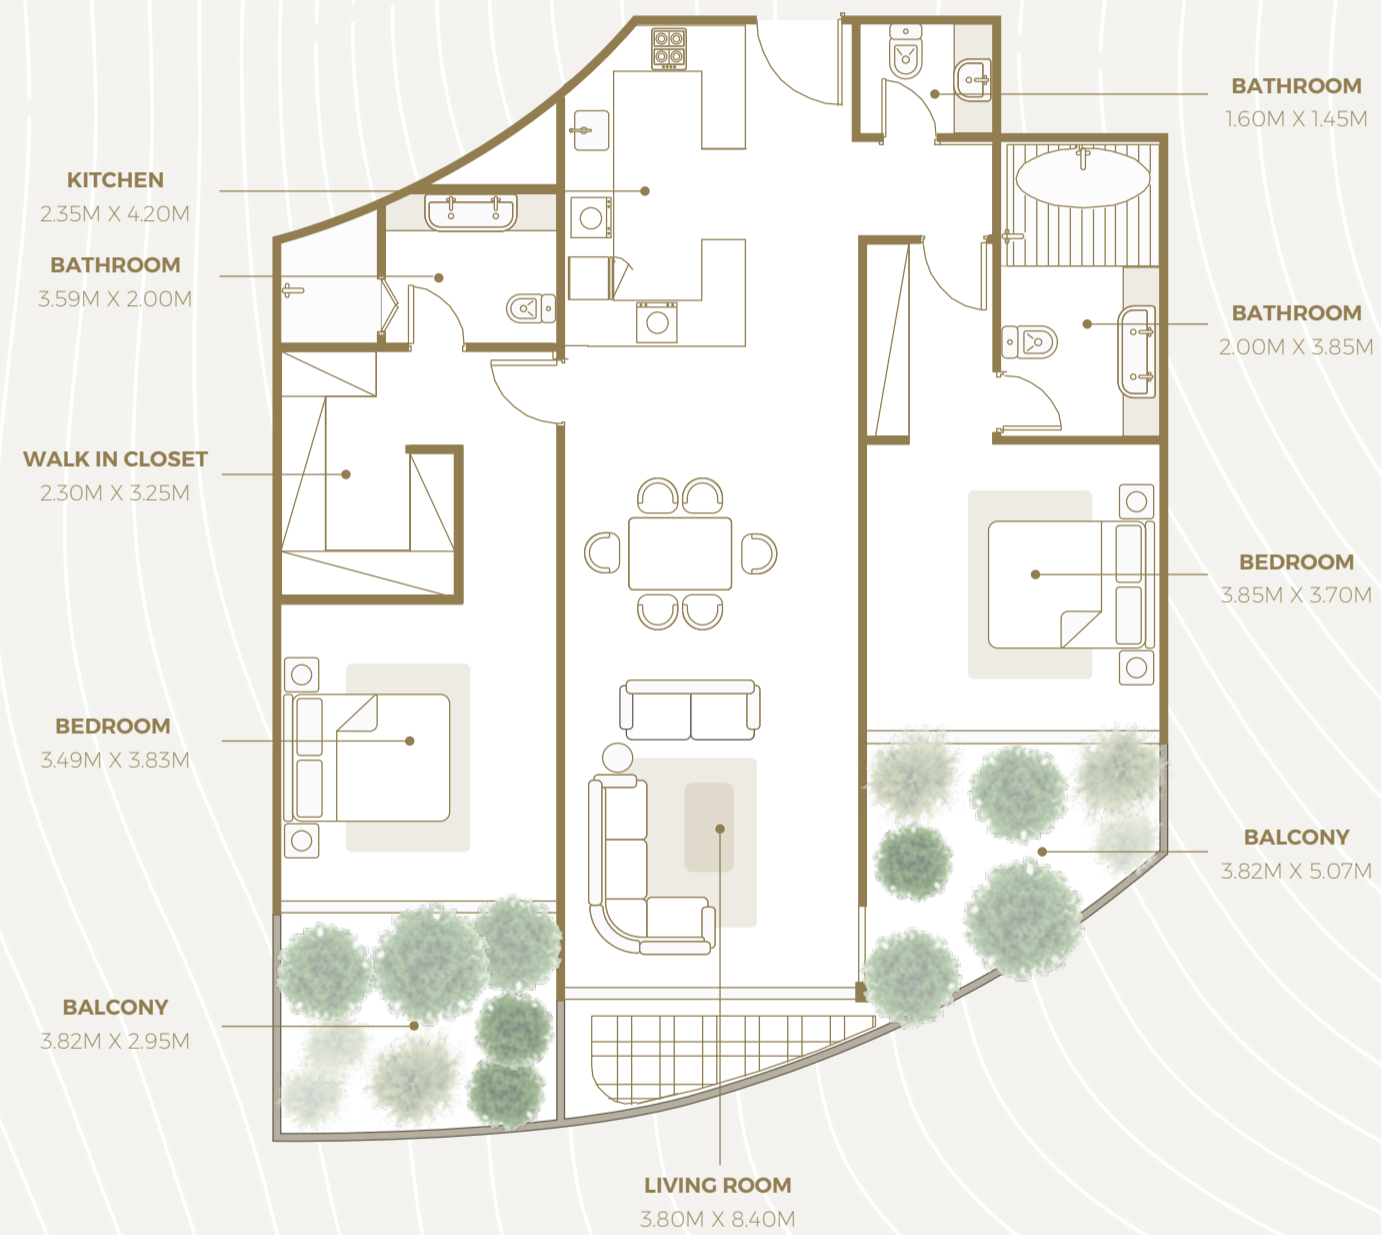 KITCHEN
2.35M X 4.20M
BATHROOM
3.59M X 2.00M
WALK IN CLOSET
2.30M X 3.25M
BEDROOM
3.49M X 3.83M
BALCONY
3.82M X 2.95M
BATHROOM
1.60M X 1.45M
BATHROOM
2.00M X 3.85M
BEDROOM
3.85M X 3.70M
BALCONY
3.82M X 5.07M
LIVING ROOM
3.80M X 8.40M